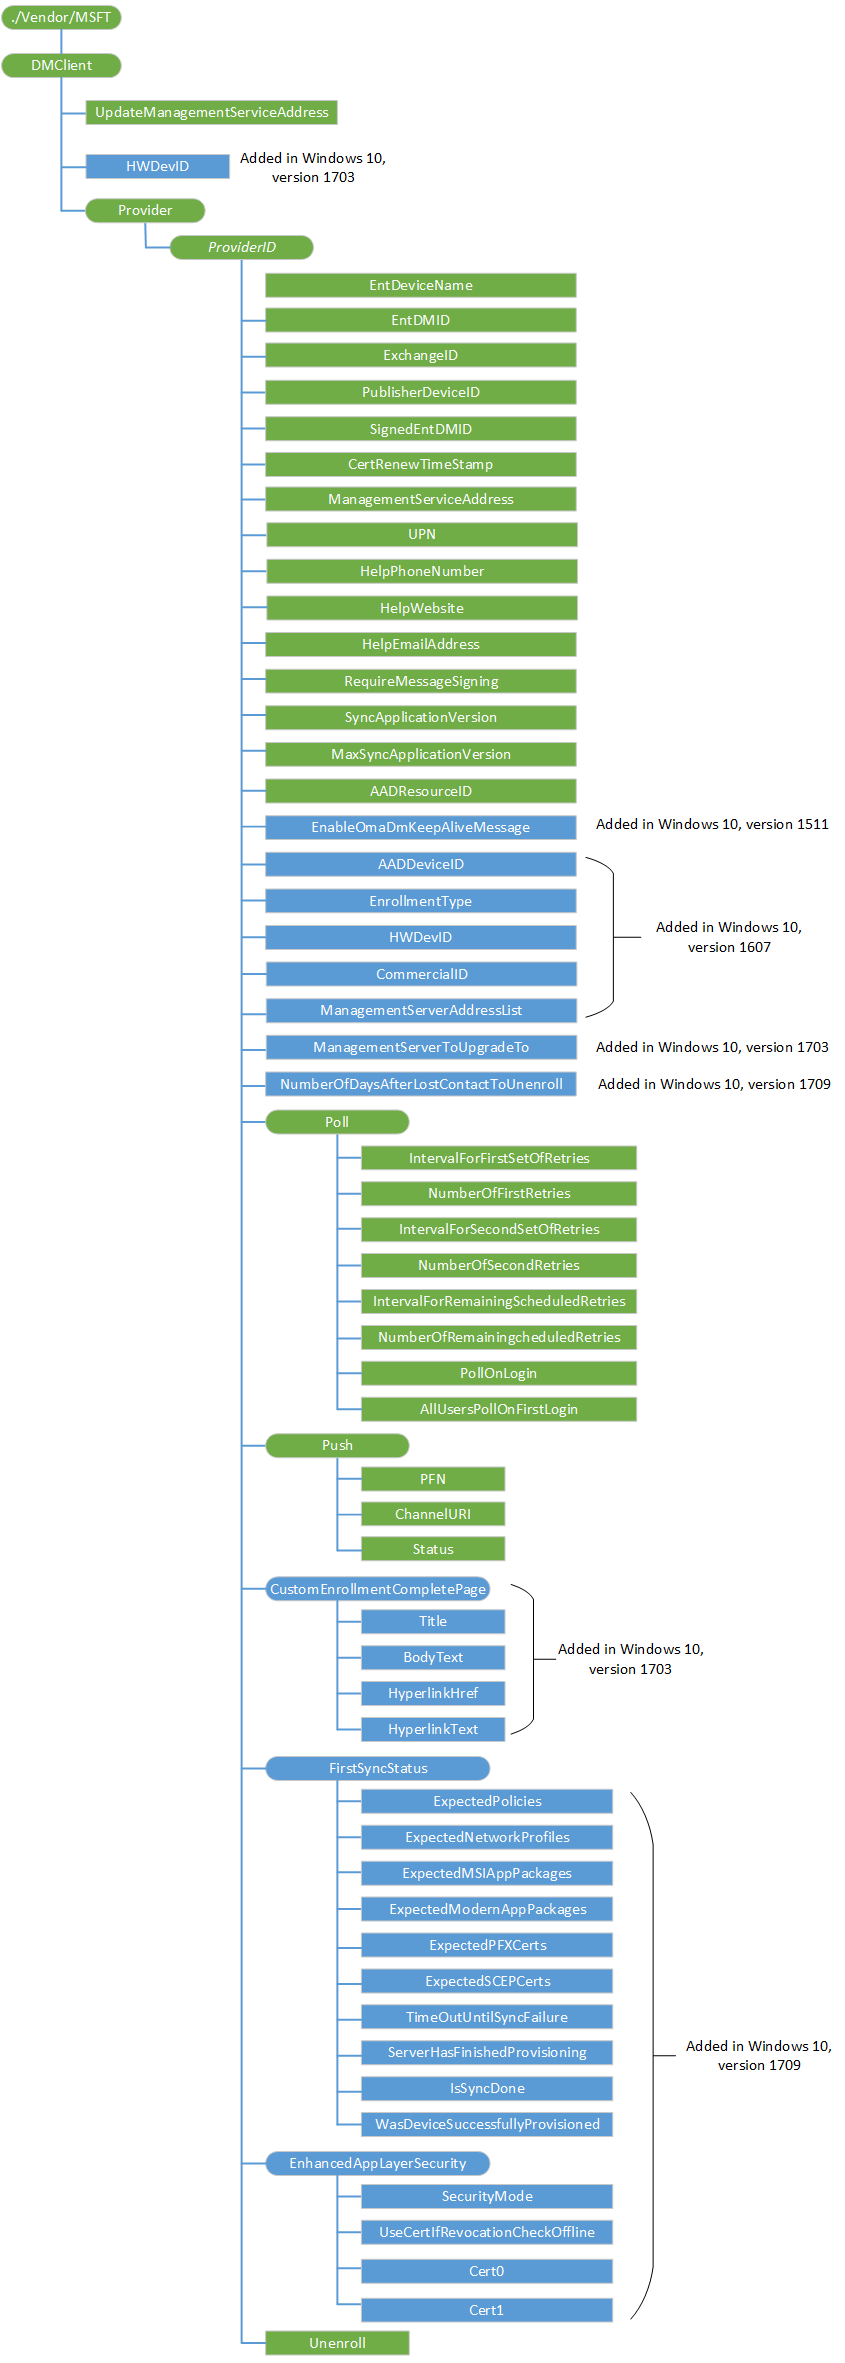 ./Vendor/MSFT
DMClient
UpdateManagementServiceAddress
HWDevID
Added in Windows 10,
version 1703
Provider
ProviderID
EntDeviceName
EntDMID
ExchangeID
PublisherDeviceID
SignedEntDMID
CertRenewTimeStamp
ManagementServiceAddress
UPN
HelpPhoneNumber
HelpWebsite
HelpEmailAddress
RequireMessageSigning
SyncApplicationVersion
MaxSyncApplicationVersion
AADResourceID
EnableOmaDmKeepAliveMessage
Added in Windows 10, version 1511
AADDeviceID
EnrollmentType
HWDevID
CommercialID
ManagementServerAddressList
Added in Windows 10,
version 1607
ManagementServerToUpgradeTo
Added in Windows 10, version 1703
NumberOfDaysAfterLostContactToUnenroll
Added in Windows 10, version 1709
Poll
IntervalForFirstSetOfRetries
NumberOfFirstRetries
IntervalForSecondSetOfRetries
NumberOfSecondRetries
IntervalForRemainingScheduledRetries
NumberOfRemainingcheduledRetries
PollOnLogin
AllUsersPollOnFirstLogin
Push
PFN
ChannelURI
Status
CustomEnrollmentCompletePage
Title
BodyText
HyperlinkHref
HyperlinkText
Added in Windows 10,
version 1703
FirstSyncStatus
ExpectedPolicies
ExpectedNetworkProfiles
ExpectedMSIAppPackages
ExpectedModernAppPackages
ExpectedPFXCerts
ExpectedSCEPCerts
TimeOutUntilSyncFailure
ServerHasFinishedProvisioning
IsSyncDone
WasDeviceSuccessfullyProvisioned
Added in Windows 10,
version 1709
EnhancedAppLayerSecurity
SecurityMode
UseCertIfRevocationCheckOffline
Cert0
Cert1
Unenroll